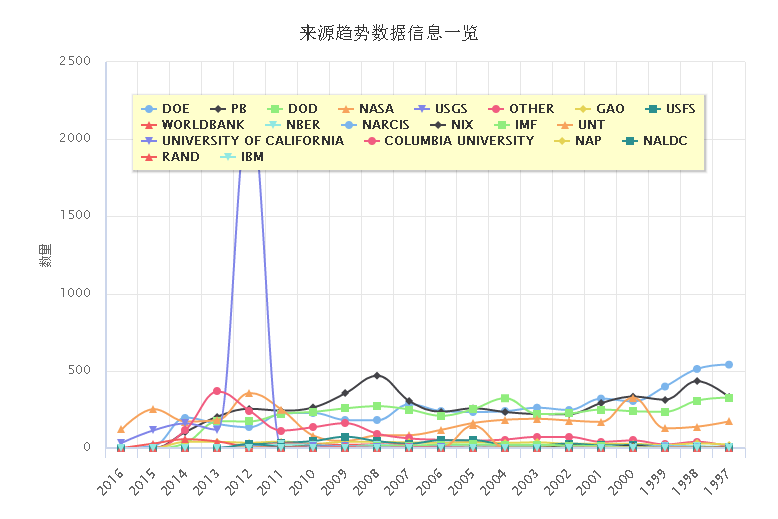 来源趋势数据信息一览
2500
2000
1500
1000
500
0
数量
DOE PB DOD NASA USGS OTHER GAO USFS
WORLDBANK NBER NARCIS NIX IMF UNT
UNIVERSITY OF CALIFORNIA COLUMBIA UNIVERSITY NAP NALDC
RAND IBM
2016 2015 2014 2013 2012 2011 2010 2009 2008 2007 2006 2005 2004 2003 2002 2001 2000 1999 1998 1997